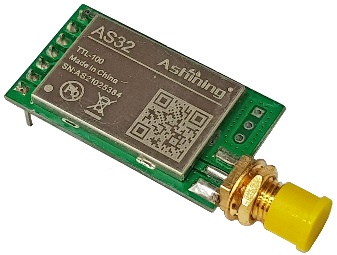 AS32
TTL-100
Made in China
SN:AS21025384
Ashining